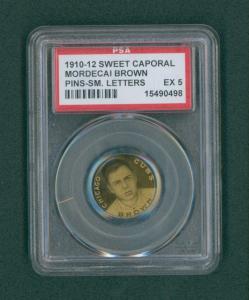 PSA
1910-12 SWEET CAPORAL
MORDECAI BROWN
PINS-SM. LETTERS EX 5
15490498
CHICAGO CUBS
BROWN